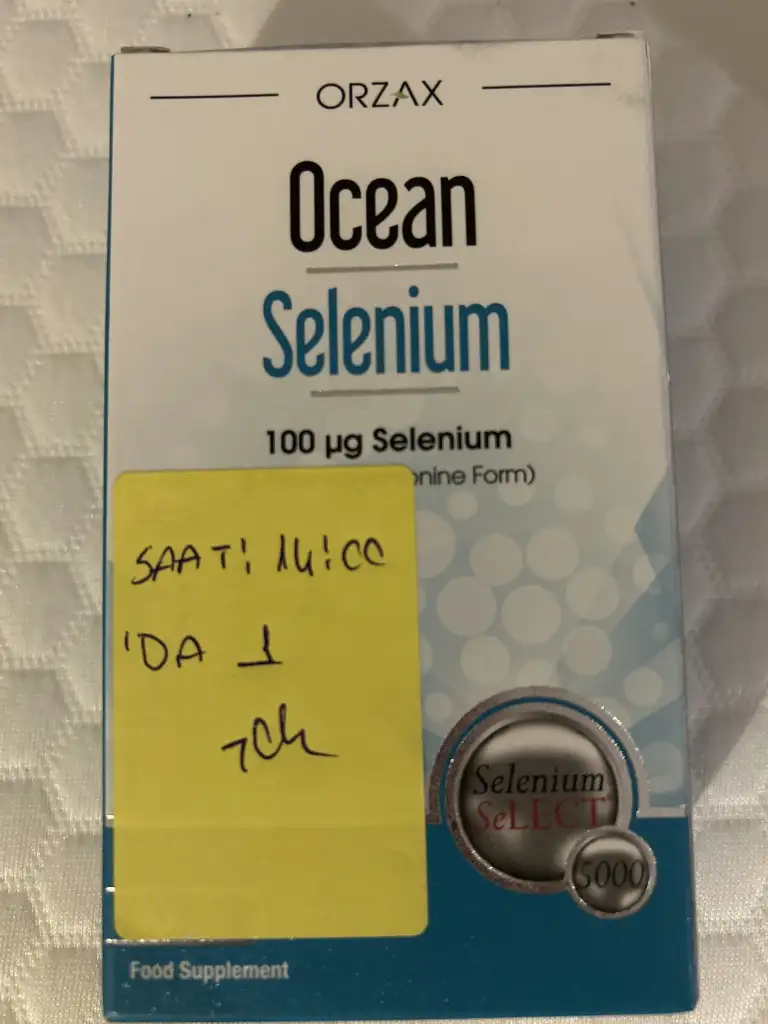 ORZAX
Ocean
Selenium
100 µg Selenium
onine Form)
SAAT: 14:00
'DA 1
Selenium
SeLECT
5000
Food Supplement